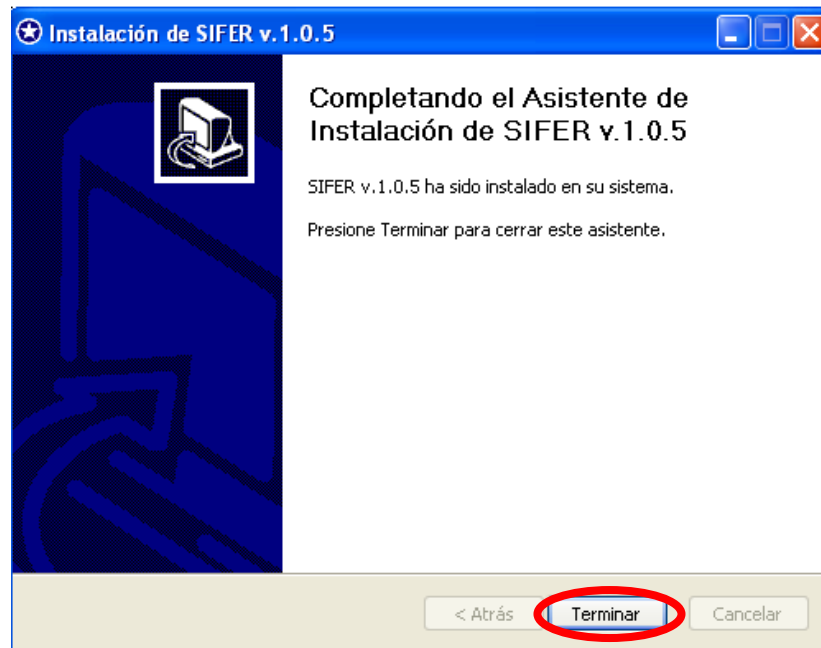 Instalación de SIFER v.1.0.5
Completando el Asistente de
Instalación de SIFER v.1.0.5
SIFER v.1.0.5 ha sido instalado en su sistema.
Presione Terminar para cerrar este asistente.
< Atrás Terminar Cancelar